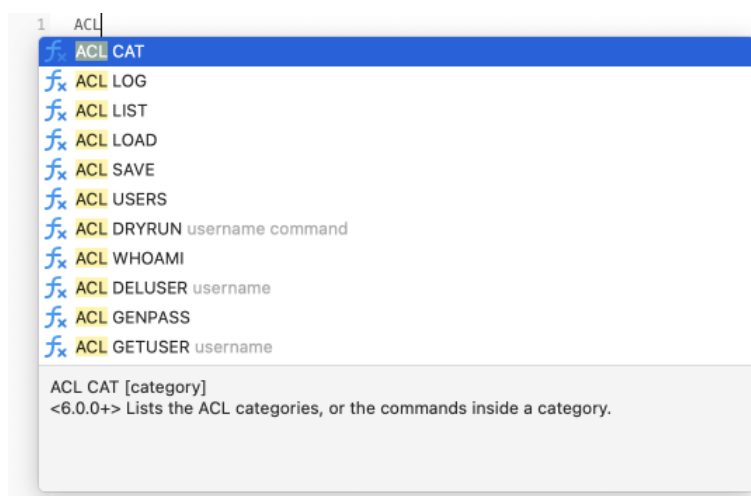 1 ACL
ACL CAT
ACL LOG
ACL LIST
ACL LOAD
ACL SAVE
ACL USERS
ACL DRYRUN username command
ACL WHOAMI
ACL DELUSER username
ACL GENPASS
ACL GETUSER username
ACL CAT [category]
<6.0.0+> Lists the ACL categories, or the commands inside a category.